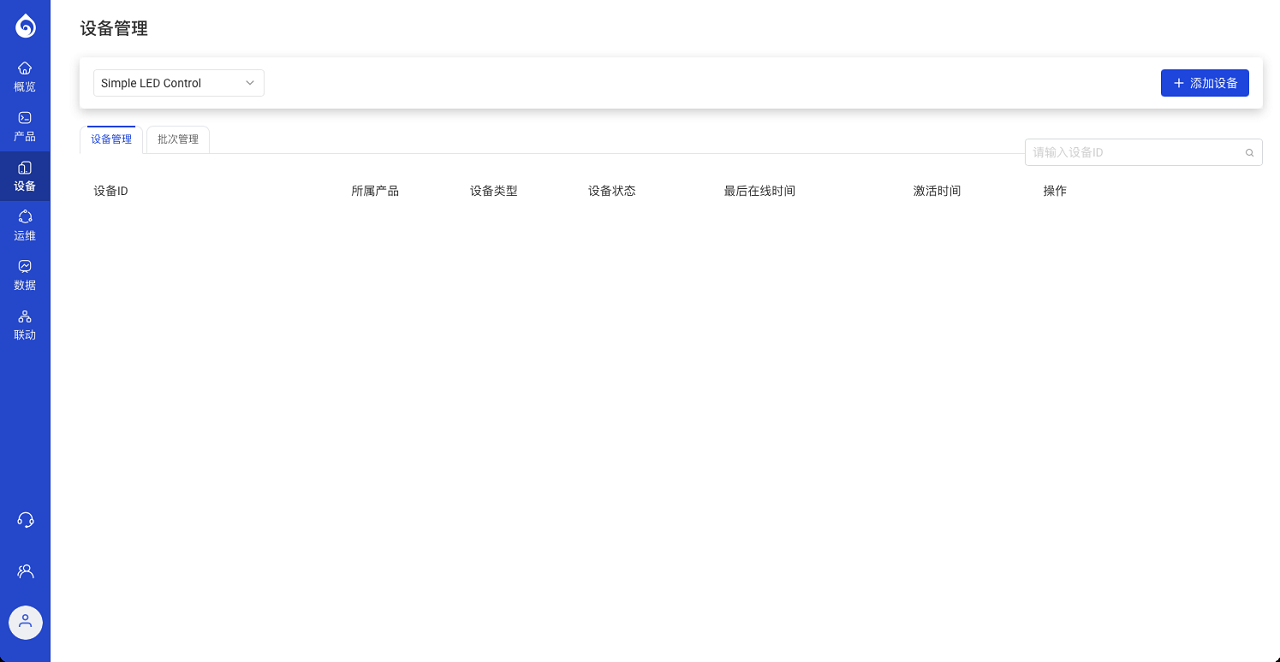 设备管理
概览
产品
设备
运维
数据
联动
Simple LED Control
添加设备
设备管理
批次管理
请输入设备ID
设备ID
所属产品
设备类型
设备状态
最后在线时间
激活时间
操作